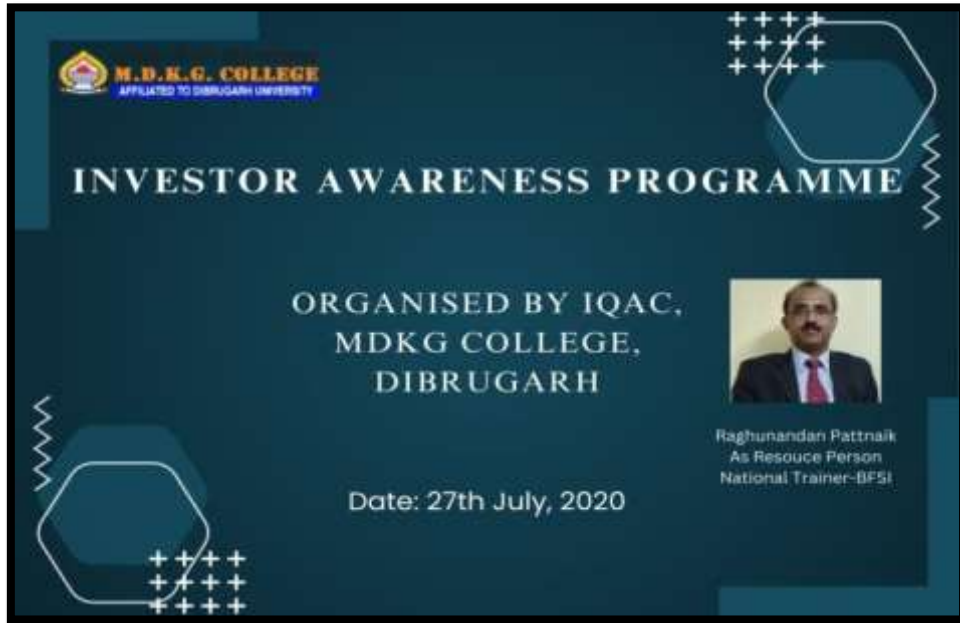 M.D.K.G. COLLEGE
AFFILIATED TO DIBRUGARH UNIVERSITY
INVESTOR AWARENESS PROGRAMME
ORGANISED BY IQAC,
MDKG COLLEGE,
DIBRUGARH
Raghunandan Pattnaik
As Resouce Person
National Trainer-BFSI
Date: 27th July, 2020